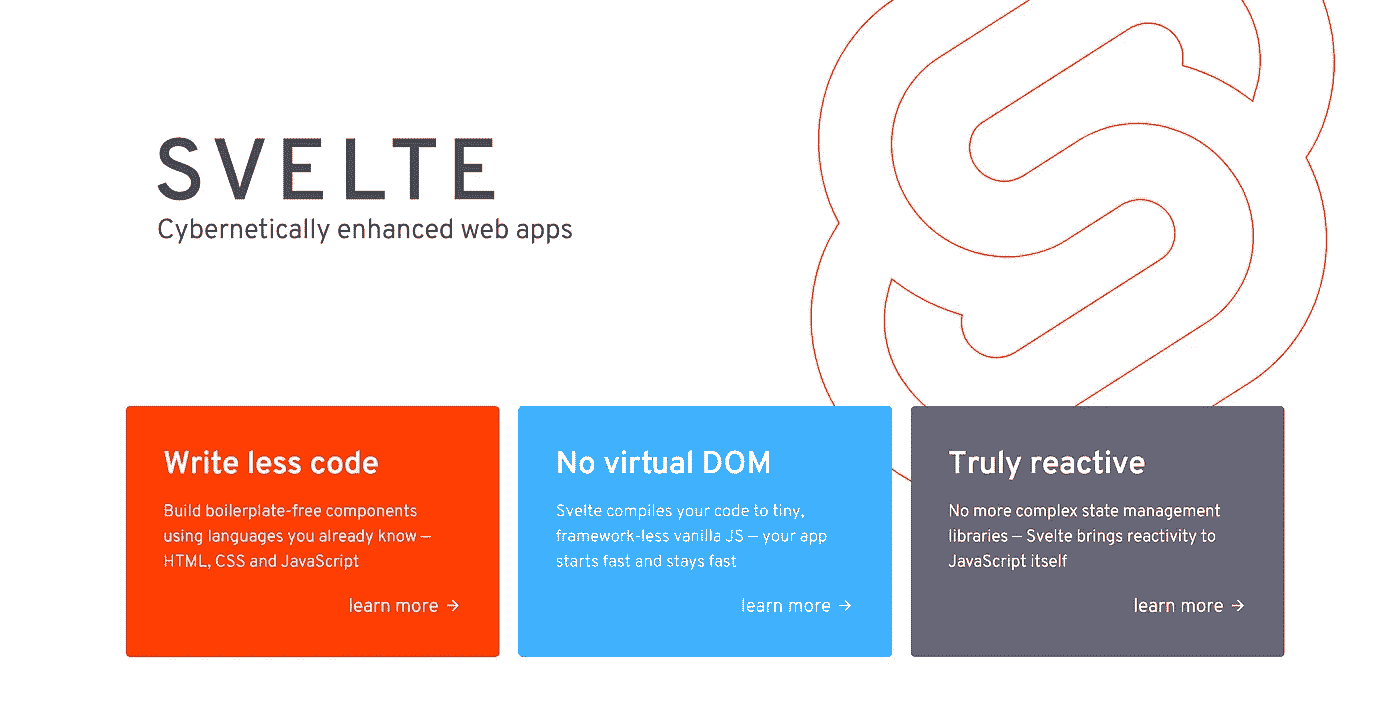 SVELTE
Cybernetically enhanced web apps
Write less code
Build boilerplate-free components
using languages you already know —
HTML, CSS and JavaScript
learn more →
No virtual DOM
Svelte compiles your code to tiny,
framework-less vanilla JS — your app
starts fast and stays fast
learn more →
Truly reactive
No more complex state management
libraries — Svelte brings reactivity to
JavaScript itself
learn more →